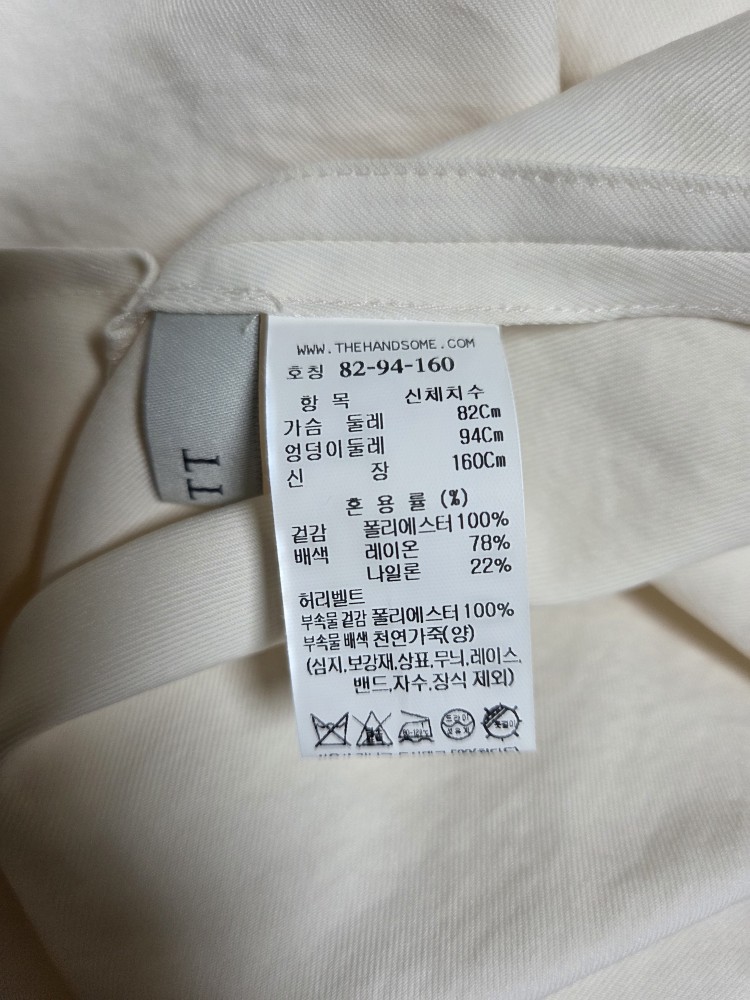 WWW.THEHANDSOME.COM
호칭 82-94-160
항 목 신체치수
가슴 둘레 82Cm
엉덩이둘레 94Cm
신 장 160Cm
혼 용 률 (%)
겉감 폴리에스터 100%
배색 레이온 78%
나일론 22%
허리벨트
부속물 겉감 폴리에스터 100%
부속물 배색 천연가죽(양)
(심지,보강재,상표,무늬,레이스,
밴드,자수,장식 제외)
80-120℃ 드라이
TT